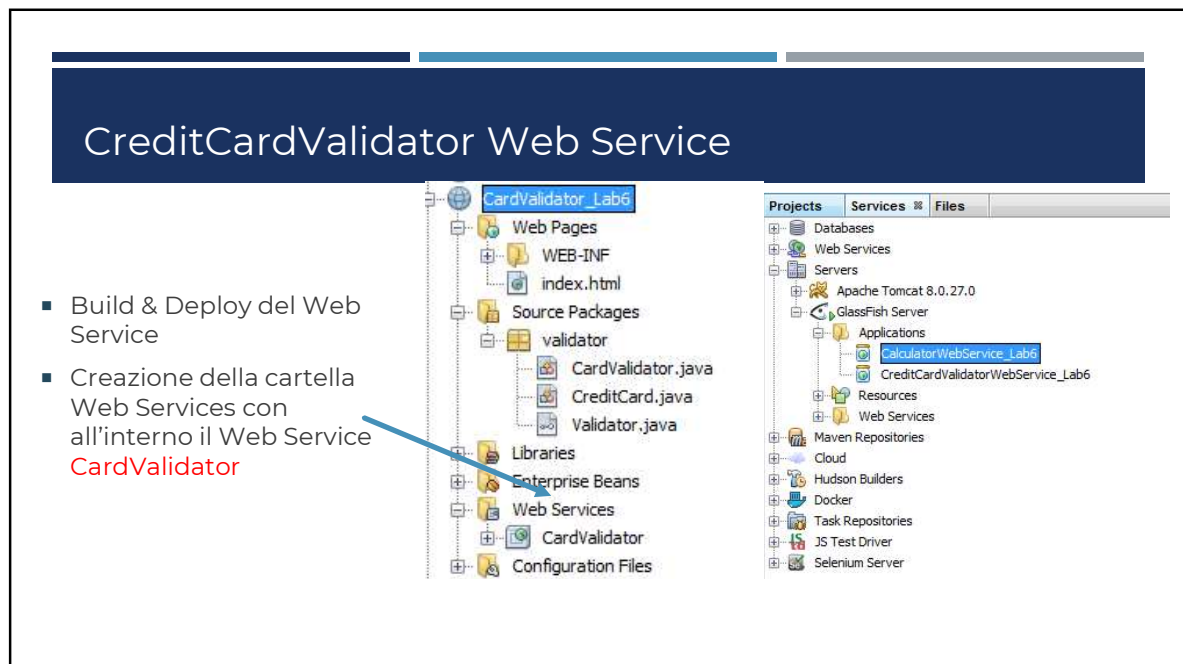 CreditCardValidator Web Service
Build & Deploy del Web
Service
Creazione della cartella
Web Services con
all'interno il Web Service
CardValidator
CardValidator_Lab6
Web Pages
WEB-INF
index.html
Source Packages
validator
CardValidator.java
CreditCard.java
Validator.java
Libraries
Enterprise Beans
Web Services
CardValidator
Configuration Files
Projects Services Files
Databases
Web Services
Servers
Apache Tomcat 8.0.27.0
GlassFish Server
Applications
CalculatorWebService_Lab6
CreditCardValidatorWebService_Lab6
Resources
Web Services
Maven Repositories
Cloud
Hudson Builders
Docker
Task Repositories
JS Test Driver
Selenium Server